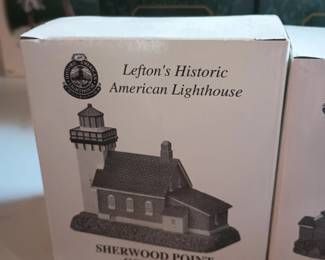 Lefton's Historic
American Lighthouse
SHERWOOD POINT